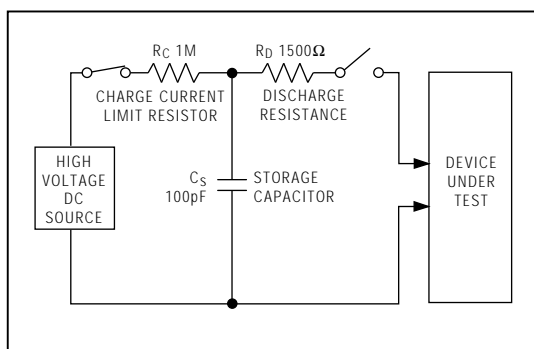 RC 1M
RD 1500Ω
CHARGE CURRENT
LIMIT RESISTOR
DISCHARGE
RESISTANCE
HIGH
VOLTAGE
DC
SOURCE
CS
100pF
STORAGE
CAPACITOR
DEVICE
UNDER
TEST